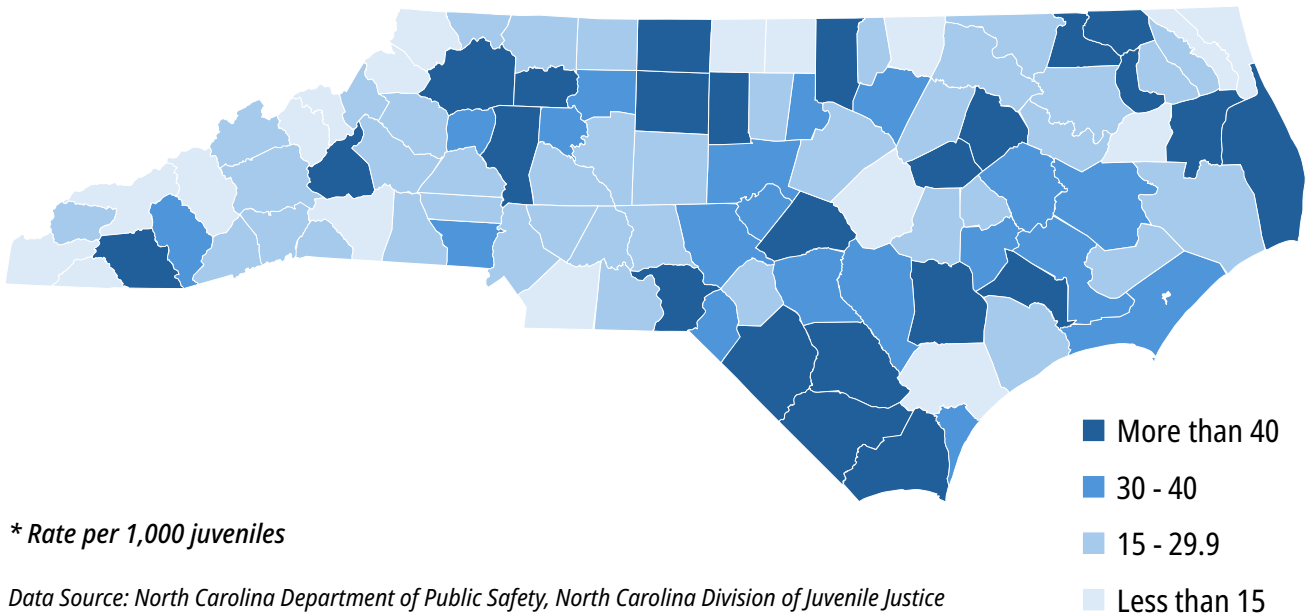 More than 40
30 - 40
* Rate per 1,000 juveniles
15 - 29.9
Data Source: North Carolina Department of Public Safety, North Carolina Division of Juvenile Justice
Less than 15